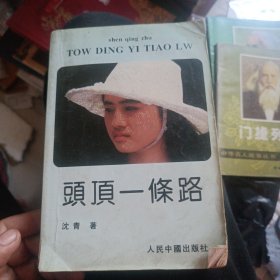 shen qing zhu
TOW DING YI TIAO LW
頭頂一條路
沈青 著
人民中國出版社
门捷列